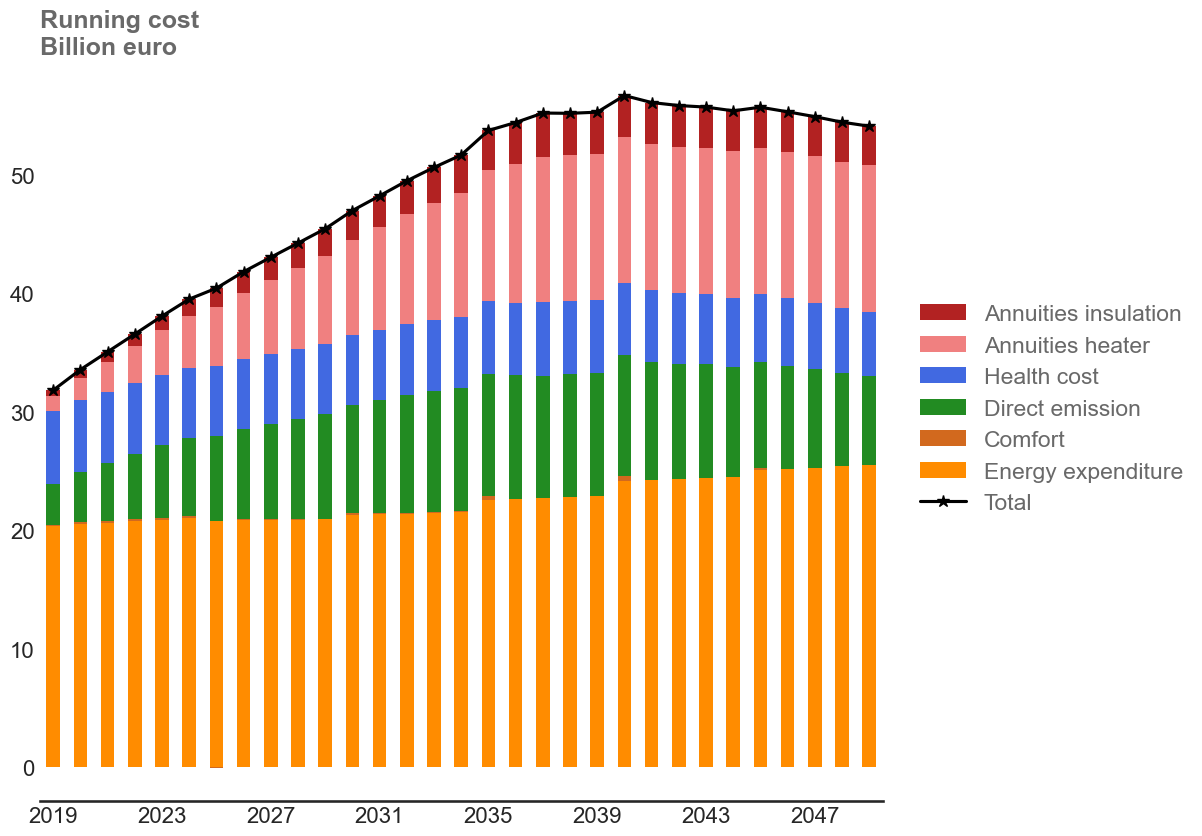 Running cost
Billion euro
50
40
30
20
10
0
2019 2023 2027 2031 2035 2039 2043 2047
Annuities insulation
Annuities heater
Health cost
Direct emission
Comfort
Energy expenditure
Total